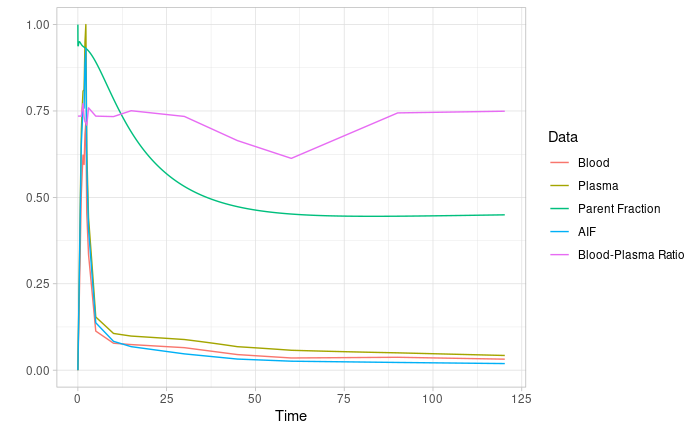 1.00
0.75
0.50
0.25
0.00
0 25 50 75 100 125
Time
Data
Blood
Plasma
Parent Fraction
AIF
Blood-Plasma Ratio